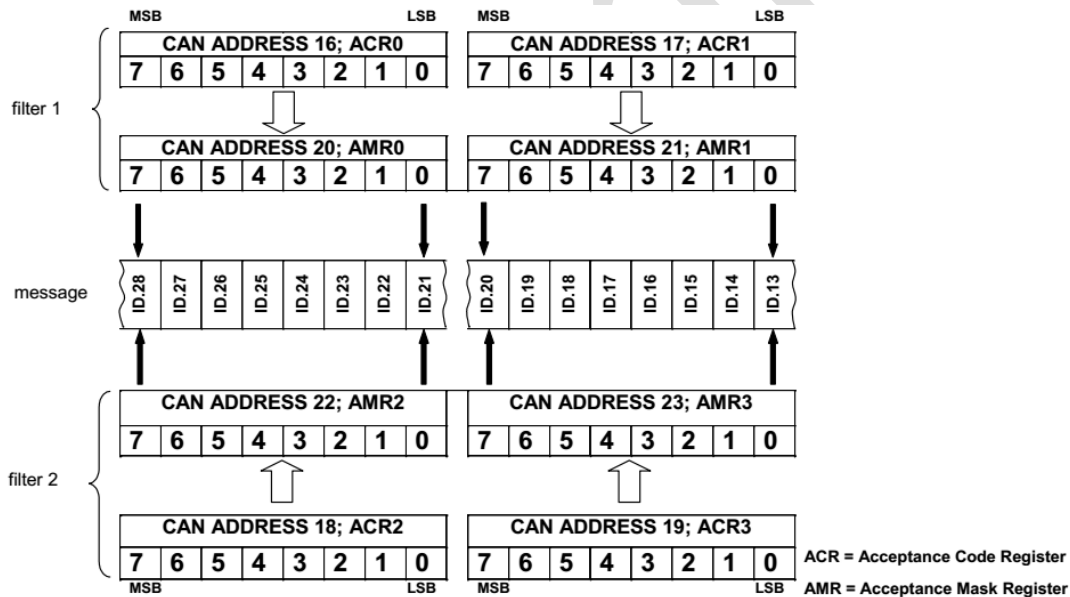 MSB LSB MSB LSB
CAN ADDRESS 16; ACR0 CAN ADDRESS 17; ACR1
7 6 5 4 3 2 1 0 7 6 5 4 3 2 1 0
filter 1
CAN ADDRESS 20; AMR0 CAN ADDRESS 21; AMR1
7 6 5 4 3 2 1 0 7 6 5 4 3 2 1 0
message
ID.28 ID.27 ID.26 ID.25 ID.24 ID.23 ID.22 ID.21 ID.20 ID.19 ID.18 ID.17 ID.16 ID.15 ID.14 ID.13
CAN ADDRESS 22; AMR2 CAN ADDRESS 23; AMR3
7 6 5 4 3 2 1 0 7 6 5 4 3 2 1 0
filter 2
CAN ADDRESS 18; ACR2 CAN ADDRESS 19; ACR3
7 6 5 4 3 2 1 0 7 6 5 4 3 2 1 0
MSB LSB MSB LSB
ACR = Acceptance Code Register
AMR = Acceptance Mask Register